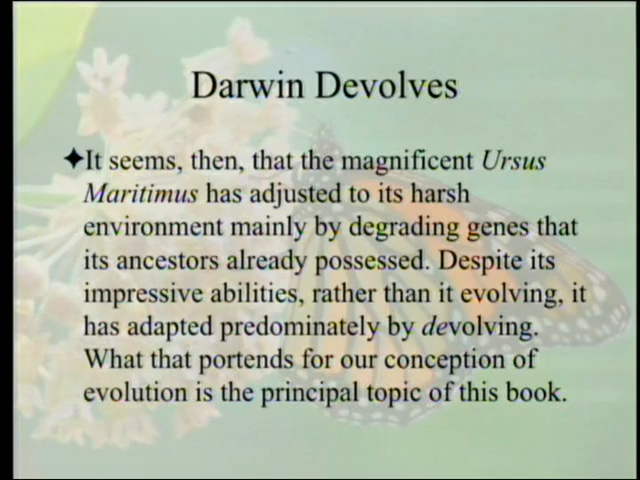 Darwin Devolves
✦It seems, then, that the magnificent Ursus
Maritimus has adjusted to its harsh
environment mainly by degrading genes that
its ancestors already possessed. Despite its
impressive abilities, rather than it evolving, it
has adapted predominately by devolving.
What that portends for our conception of
evolution is the principal topic of this book.